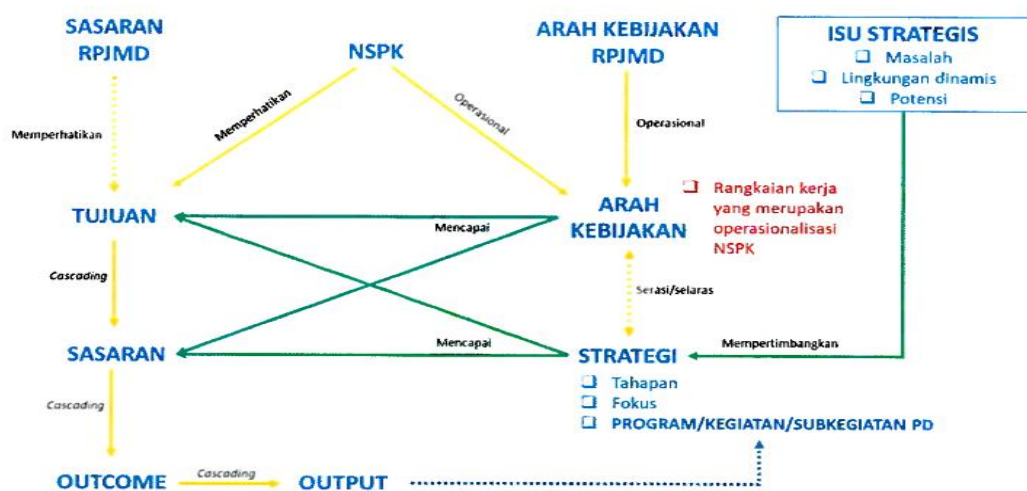 SASARAN
RPJMD
NSPK
ARAH KEBIJAKAN
RPJMD
ISU STRATEGIS
Masalah
Lingkungan dinamis
Potensi
Memperhatikan
Memperhatikan
Operasional
Operasional
TUJUAN
Mencapai
ARAH
KEBIJAKAN
Rangkaian kerja
yang merupakan
operasionalisasi
NSPK
Cascading
Serasi/selaras
SASARAN
Mencapai
STRATEGI
Mempertimbangkan
Tahapan
Fokus
PROGRAM/KEGIATAN/SUBKEGIATAN PD
Cascading
OUTCOME
Cascading
OUTPUT